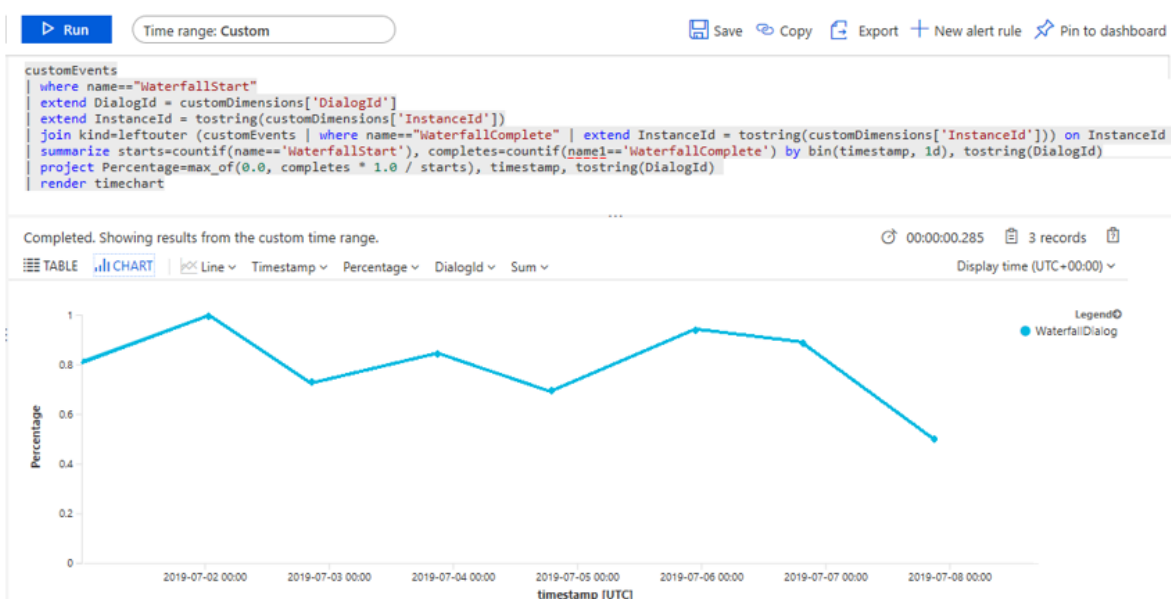 Run
Time range: Custom
Save Copy Export New alert rule Pin to dashboard
customEvents
| where name=="WaterfallStart"
| extend DialogId = customDimensions['DialogId']
| extend InstanceId = tostring(customDimensions['InstanceId'])
| join kind=leftouter (customEvents | where name=="WaterfallComplete" | extend InstanceId = tostring(customDimensions['InstanceId'])) on InstanceId
| summarize starts=countif(name=='WaterfallStart'), completes=countif(name1=='WaterfallComplete') by bin(timestamp, 1d), tostring(DialogId)
| project Percentage=max_of(0.0, completes * 1.0 / starts), timestamp, tostring(DialogId)
| render timechart
...
Completed. Showing results from the custom time range.
00:00:00.285 3 records
TABLE CHART Line Timestamp Percentage DialogId Sum
Display time (UTC+00:00)
Legend
WaterfallDialog
Percentage
1
0.8
0.6
0.4
0.2
0
2019-07-02 00:00 2019-07-03 00:00 2019-07-04 00:00 2019-07-05 00:00 2019-07-06 00:00 2019-07-07 00:00 2019-07-08 00:00
timestamp [UTC]